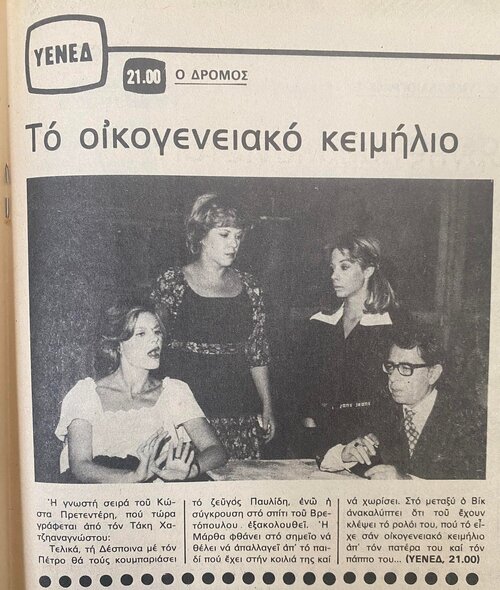 ΥΕΝΕΔ
21.00 Ο ΔΡΟΜΟΣ
Τό οἰκογενειακό κειμήλιο
jane jeans
Ἡ γνωστή σειρά τοῦ Κώ-
στα Πρετεντέρη, πού τώρα
γράφεται ἀπό τόν Τάκη Χα-
τζηαναγνώστου:
Τελικά, τή Δέσποινα μέ τόν
Πέτρο θά τούς κουμπαριάσει
τό ζεῦγος Παυλίδη, ἐνῶ ἡ
σύγκρουση στό σπίτι τοῦ Βρε-
τόπουλου ἐξακολουθεῖ. Ἡ
Μάρθα φθάνει στό σημεῖο νά
θέλει νά ἀπαλλαγεῖ ἀπ' τό παι-
δί πού ἔχει στήν κοιλιά της καί
νά χωρίσει. Στό μεταξύ ὁ Βίκ
ἀνακαλύπτει ὅτι τοῦ ἔχουν
κλέψει τό ρολόι του, πού τό εἶ-
χε σάν οἰκογενειακό κειμήλιο
ἀπ' τόν πατέρα του καί τόν
πάππο του... (ΥΕΝΕΔ, 21.00)